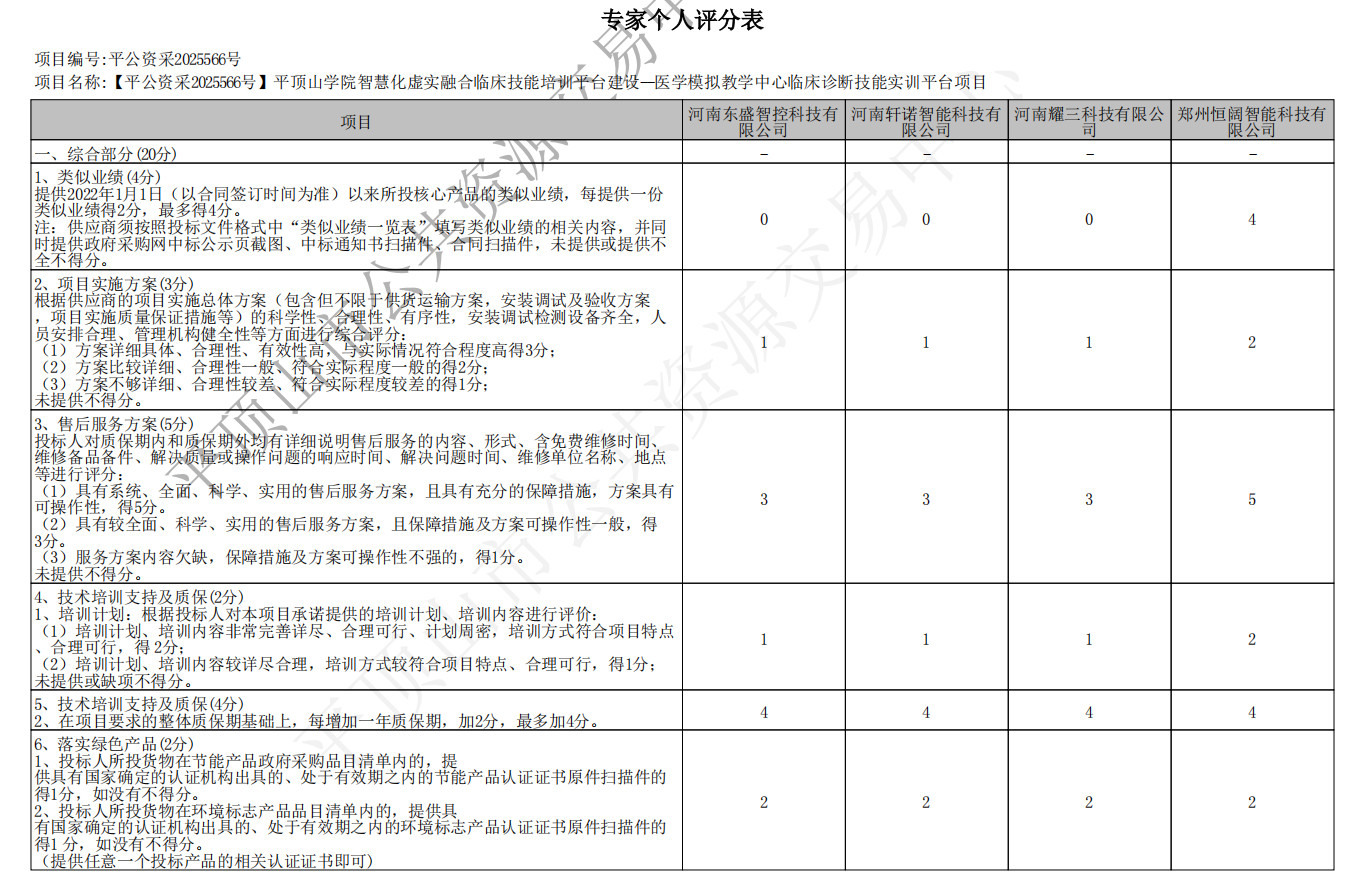 专家个人评分表
项目编号:平公资采2025566号
项目名称:【平公资采2025566号】平顶山学院智慧化虚实融合临床技能培训平台建设—医学模拟教学中心临床诊断技能实训平台项目
项目
河南东盛智控科技有
限公司
河南轩诺智能科技有
限公司
河南耀三科技有限公
司
郑州恒阔智能科技有
限公司
一、综合部分(20分)
–
–
–
–
1、类似业绩(4分)
提供2022年1月1日（以合同签订时间为准）以来所投核心产品的类似业绩，每提供一份
类似业绩得2分，最多得4分。
注：供应商须按照投标文件格式中“类似业绩一览表”填写类似业绩的相关内容，并同
时提供政府采购网中标公示页截图、中标通知书扫描件、合同扫描件，未提供或提供不
全不得分。
0
0
0
4
2、项目实施方案(3分)
根据供应商的项目实施总体方案（包含但不限于供货运输方案，安装调试及验收方案
，项目实施质量保证措施等）的科学性、合理性、有序性，安装调试检测设备齐全，人
员安排合理、管理机构健全性等方面进行综合评分：
（1）方案详细具体、合理性、有效性高，与实际情况符合程度高得3分；
（2）方案比较详细、合理性一般、符合实际程度一般的得2分；
（3）方案不够详细、合理性较差、符合实际程度较差的得1分；
未提供不得分。
1
1
1
2
3、售后服务方案(5分)
投标人对质保期内和质保期外均有详细说明售后服务的内容、形式、含免费维修时间、
维修备品备件、解决质量或操作问题的响应时间、解决问题时间、维修单位名称、地点
等进行评分：
（1）具有系统、全面、科学、实用的售后服务方案，且具有充分的保障措施，方案具有
可操作性，得5分。
（2）具有较全面、科学、实用的售后服务方案，且保障措施及方案可操作性一般，得
3分。
（3）服务方案内容欠缺，保障措施及方案可操作性不强的，得1分。
未提供不得分。
3
3
3
5
4、技术培训支持及质保(2分)
1、培训计划：根据投标人对本项目承诺提供的培训计划、培训内容进行评价：
（1）培训计划、培训内容非常完善详尽、合理可行、计划周密，培训方式符合项目特点
、合理可行，得 2分；
（2）培训计划、培训内容较详尽合理，培训方式较符合项目特点、合理可行，得1分；
未提供或缺项不得分。
1
1
1
2
5、技术培训支持及质保(4分)
2、在项目要求的整体质保期基础上，每增加一年质保期，加2分，最多加4分。
4
4
4
4
6、落实绿色产品(2分)
1、投标人所投货物在节能产品政府采购品目清单内的，提
供具有国家确定的认证机构出具的、处于有效期之内的节能产品认证证书原件扫描件的
得1分，如没有不得分。
2、投标人所投货物在环境标志产品品目清单内的，提供具
有国家确定的认证机构出具的、处于有效期之内的环境标志产品认证证书原件扫描件的
得1 分，如没有不得分。
（提供任意一个投标产品的相关认证证书即可)
2
2
2
2
平顶山市公共资源交易中
平顶山市公共资源交易中心